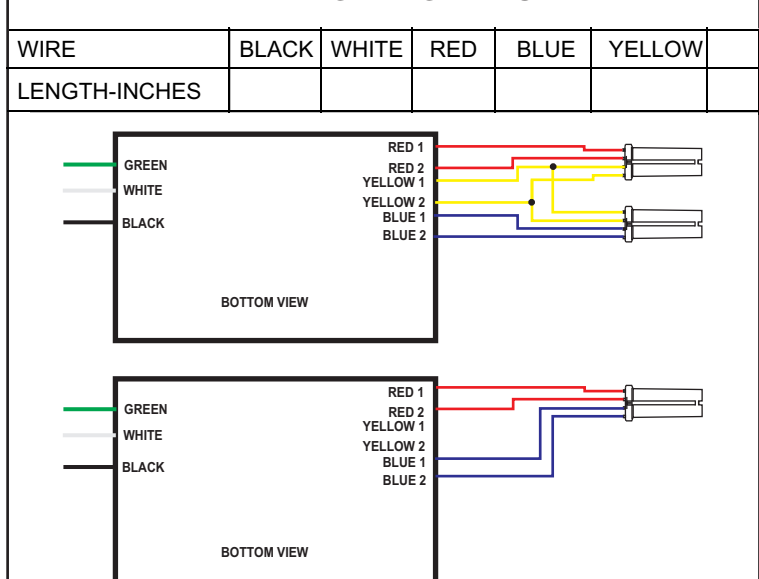 WIRE BLACK WHITE RED BLUE YELLOW
LENGTH-INCHES
RED 1
GREEN
RED 2
WHITE
YELLOW 1
YELLOW 2
BLACK
BLUE 1
BLUE 2
BOTTOM VIEW
RED 1
GREEN
RED 2
YELLOW 1
WHITE
YELLOW 2
BLUE 1
BLACK
BLUE 2
BOTTOM VIEW